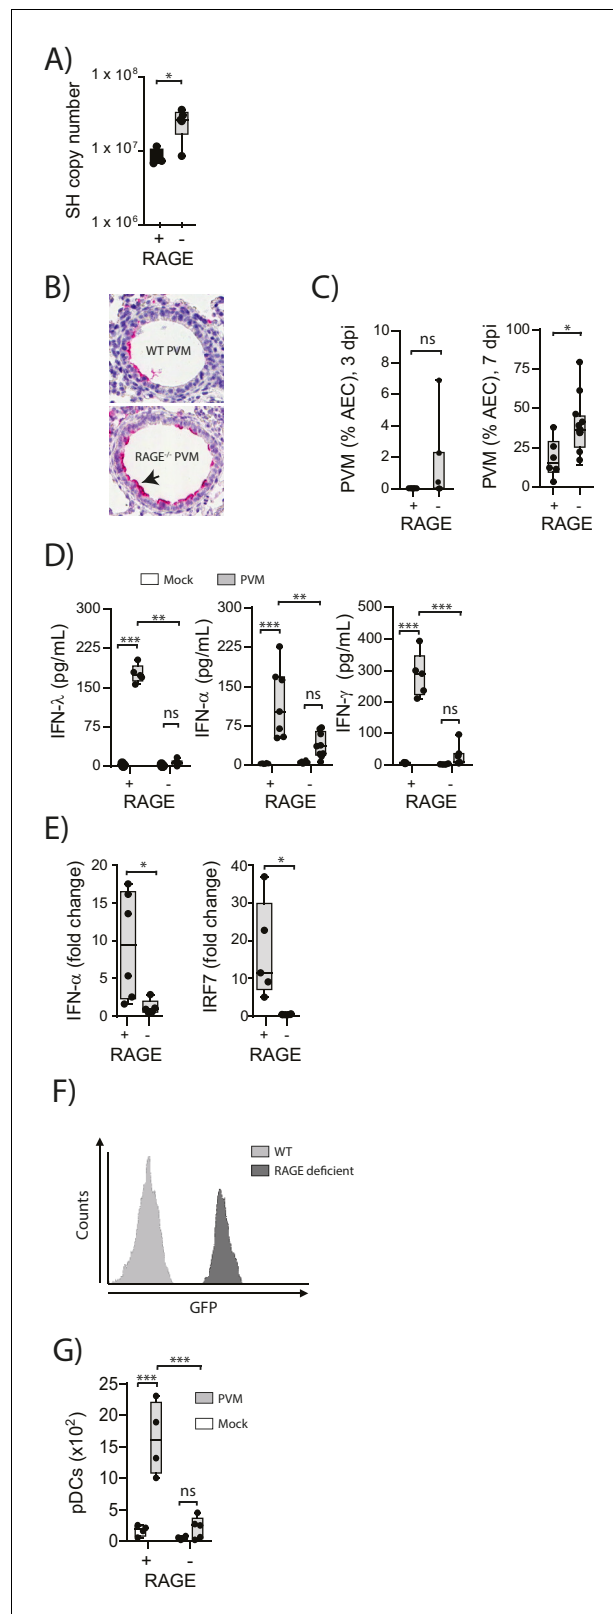 A)
SH copy number
1 x 10⁸
1 x 10⁷
1 x 10⁶
*
+ -
RAGE
B)
WT PVM
RAGE⁻/⁻ PVM
C)
PVM (% AEC), 3 dpi
10
8
6
4
2
0
ns
+ -
RAGE
PVM (% AEC), 7 dpi
100
75
50
25
0
*
+ -
RAGE
D)
Mock PVM
IFN-λ (pg/mL)
300
225
150
75
0
*** **
ns
+ -
RAGE
IFN-α (pg/mL)
300
225
150
75
0
*** **
ns
+ -
RAGE
IFN-γ (pg/mL)
500
400
300
200
100
0
*** ***
ns
+ -
RAGE
E)
IFN-α (fold change)
20
15
10
5
0
*
+ -
RAGE
IRF7 (fold change)
40
30
20
10
0
*
+ -
RAGE
F)
WT
RAGE deficient
Counts
GFP
G)
pDCs (x10²)
25
20
15
10
5
0
*** ***
ns
PVM
Mock
+ -
RAGE